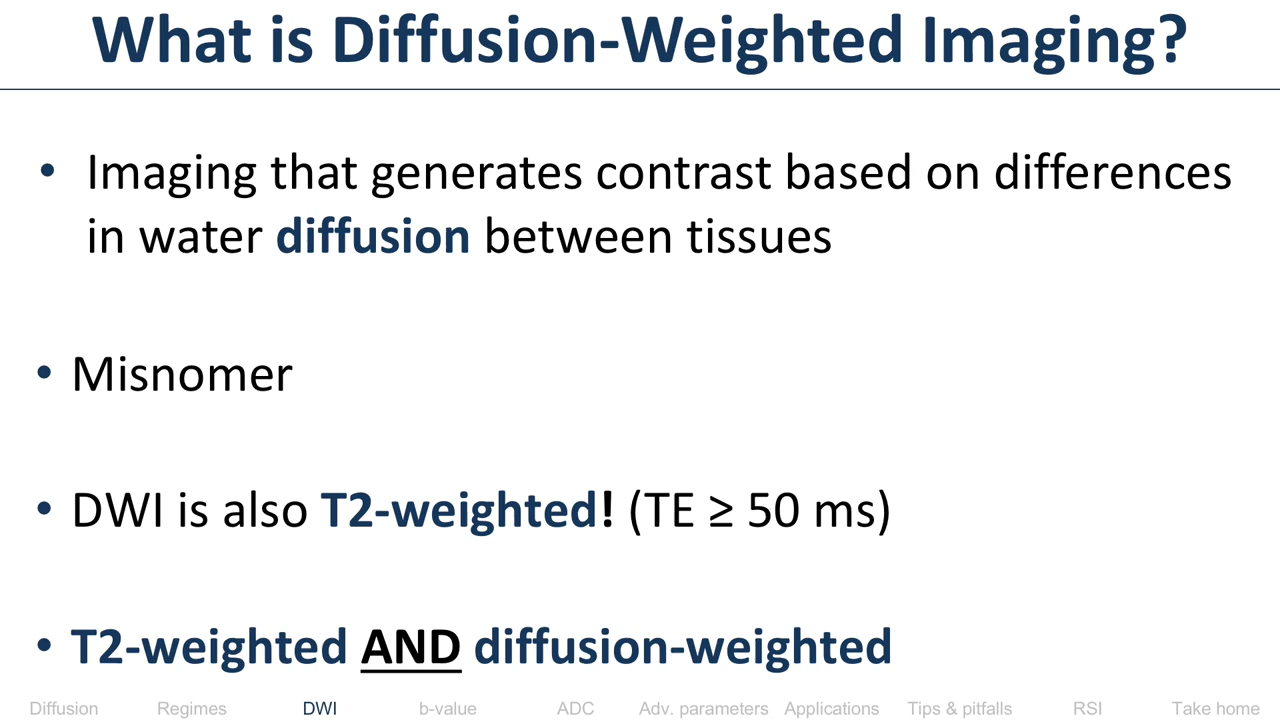 What is Diffusion-Weighted Imaging?
• Imaging that generates contrast based on differences
in water diffusion between tissues
• Misnomer
• DWI is also T2-weighted! (TE ≥ 50 ms)
• T2-weighted AND diffusion-weighted
Diffusion Regimes DWI b-value ADC Adv. parameters Applications Tips & pitfalls RSI Take home